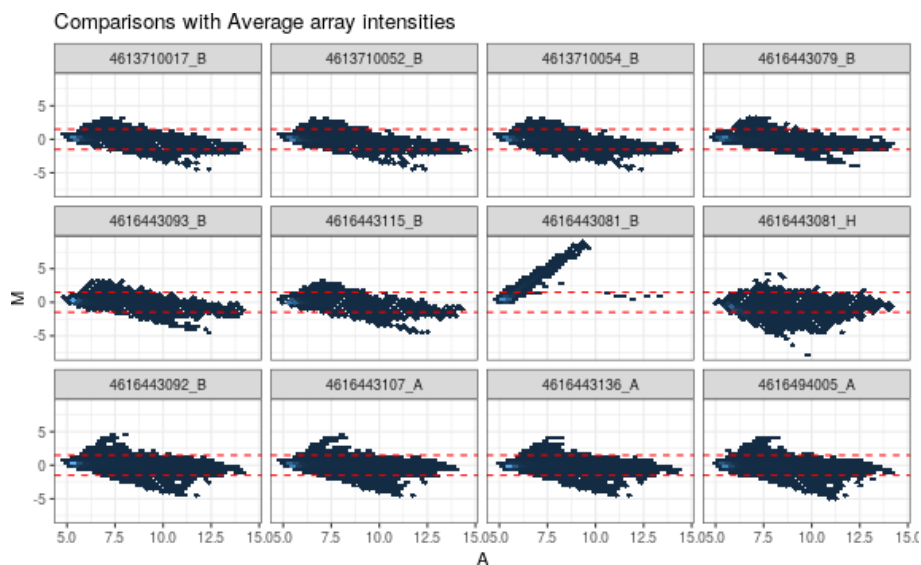 Comparisons with Average array intensities
4613710017_B 4613710052_B 4613710054_B 4616443079_B
5
0
-5
4616443093_B 4616443115_B 4616443081_B 4616443081_H
M
5
0
-5
4616443092_B 4616443107_A 4616443136_A 4616494005_A
5
0
-5
5.0 7.5 10.0 12.5 15.05.0 7.5 10.0 12.5 15.05.0 7.5 10.0 12.5 15.05.0 7.5 10.0 12.5 15.0
A